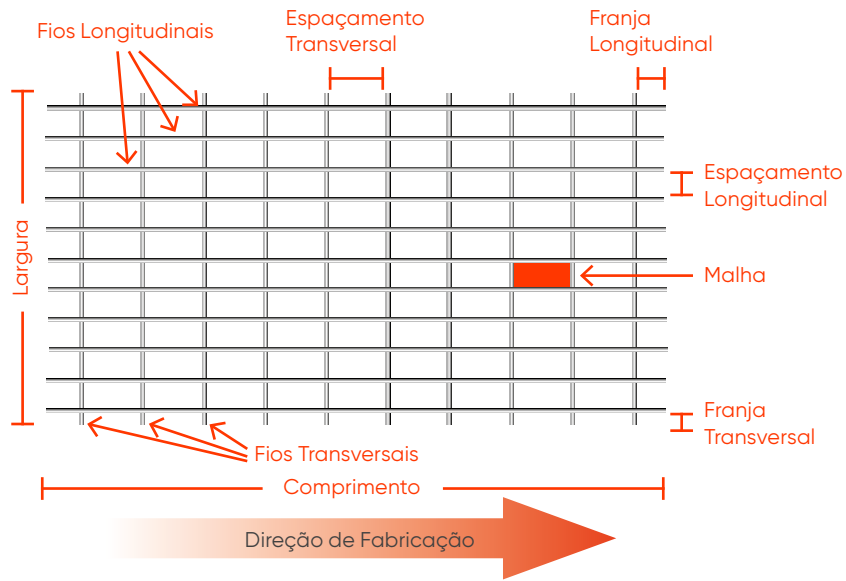 Espaçamento
Transversal
Franja
Longitudinal
Fios Longitudinais
Espaçamento
Longitudinal
Largura
Malha
Franja
Transversal
Fios Transversais
Comprimento
Direção de Fabricação